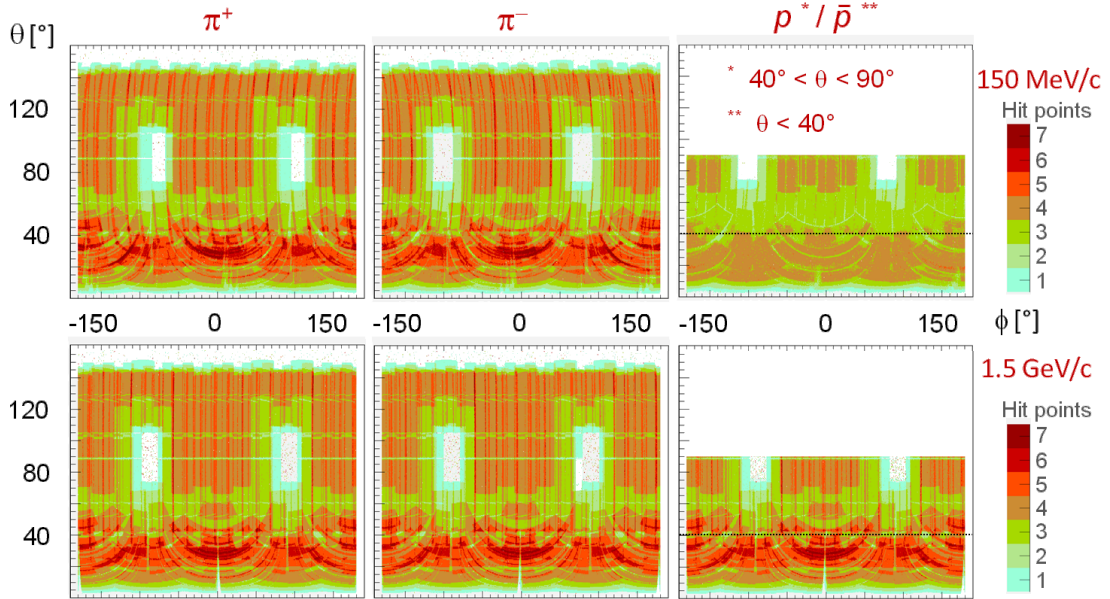 π⁺ π⁻ p * / p̄ **
θ [°]
* 40° < θ < 90°
** θ < 40°
150 MeV/c
Hit points
7
6
5
4
3
2
1
120
80
40
-150 0 150 -150 0 150 -150 0 150 ϕ [°]
1.5 GeV/c
Hit points
7
6
5
4
3
2
1
120
80
40